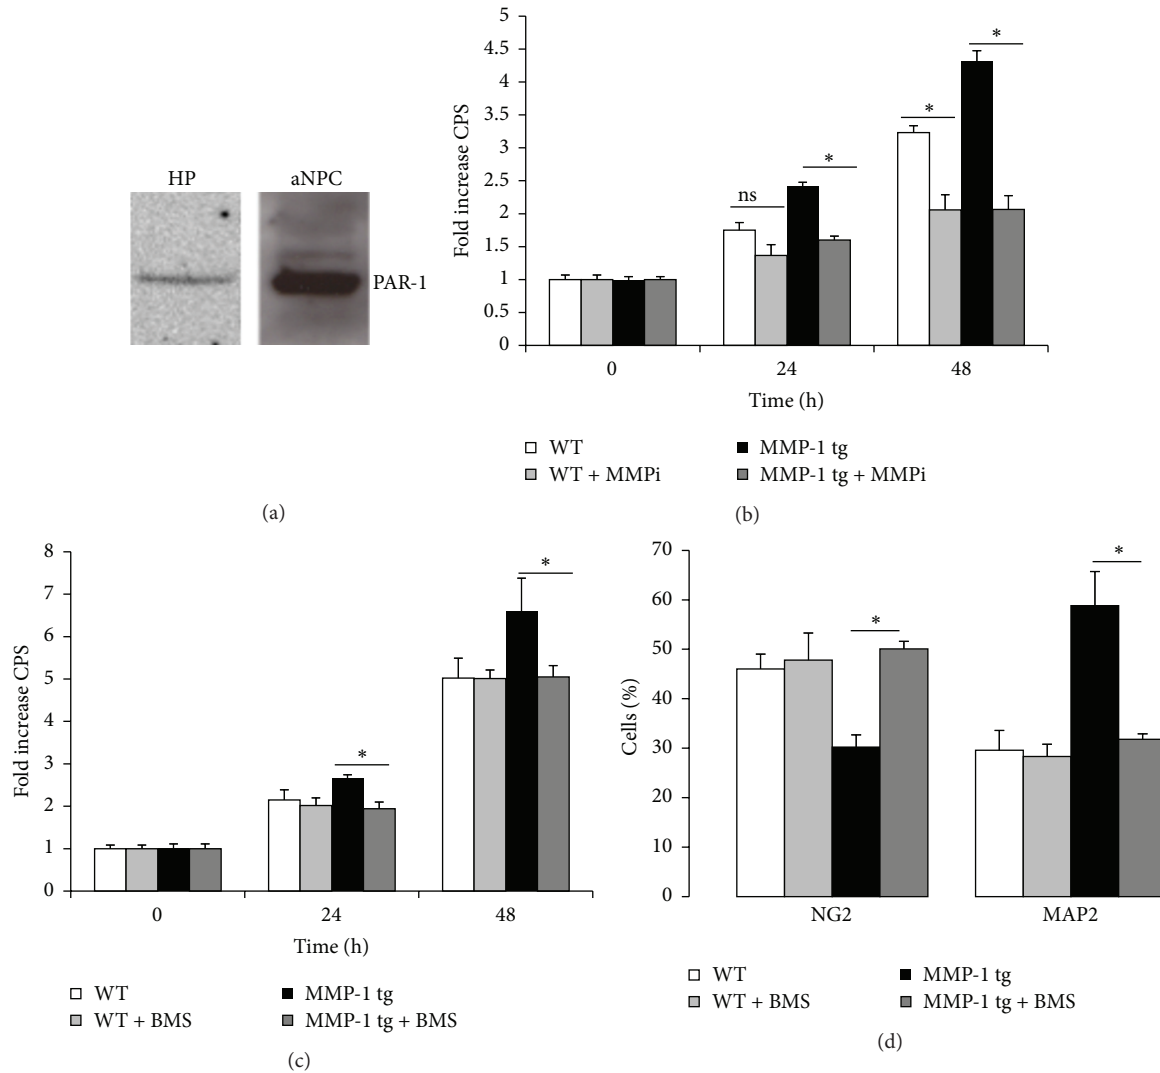 HP
aNPC
PAR-1
(a)
Fold increase CPS
5
4.5
4
3.5
3
2.5
2
1.5
1
0.5
0
ns
*
*
*
0
24
48
Time (h)
WT
MMP-1 tg
WT + MMPi
MMP-1 tg + MMPi
(b)
Fold increase CPS
8
7
6
5
4
3
2
1
0
*
*
0
24
48
Time (h)
WT
MMP-1 tg
WT + BMS
MMP-1 tg + BMS
(c)
Cells (%)
70
60
50
40
30
20
10
0
*
*
NG2
MAP2
WT
MMP-1 tg
WT + BMS
MMP-1 tg + BMS
(d)